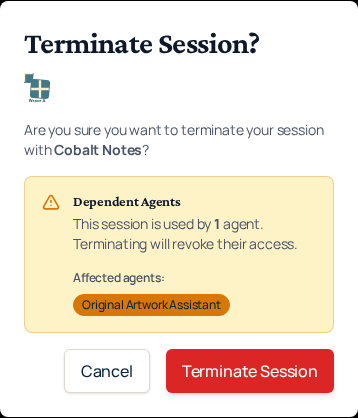 Terminate Session?
Are you sure you want to terminate your session
with Cobalt Notes?
Dependent Agents
This session is used by 1 agent.
Terminating will revoke their access.
Affected agents:
Original Artwork Assistant
Cancel
Terminate Session